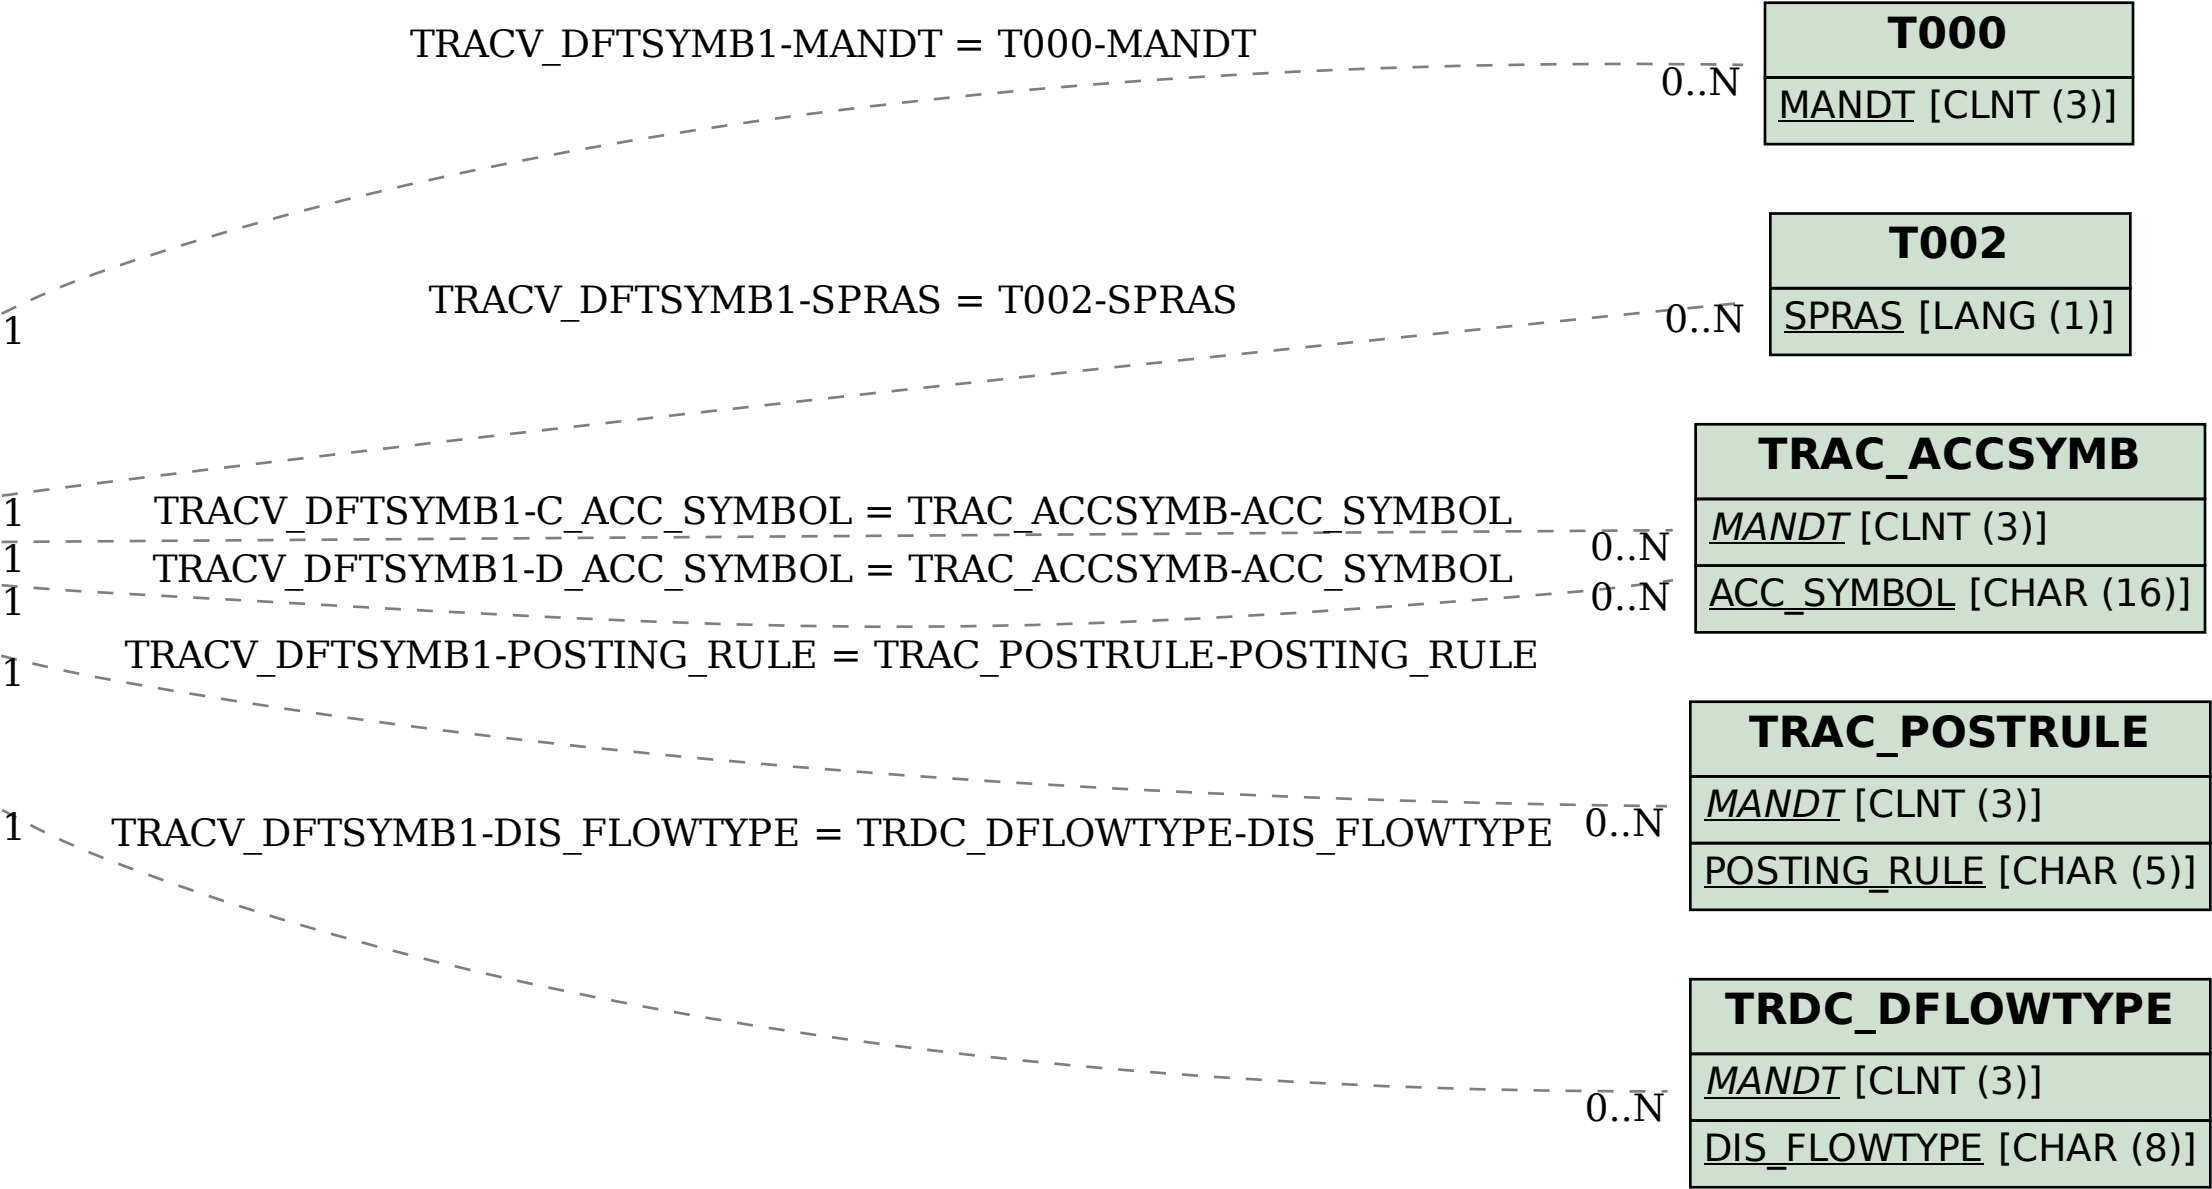 TRACV_DFTSYMB1-MANDT = T000-MANDT
0..N
1
T000
MANDT [CLNT (3)]
TRACV_DFTSYMB1-SPRAS = T002-SPRAS
0..N
1
T002
SPRAS [LANG (1)]
TRACV_DFTSYMB1-C_ACC_SYMBOL = TRAC_ACCSYMB-ACC_SYMBOL
0..N
1
TRACV_DFTSYMB1-D_ACC_SYMBOL = TRAC_ACCSYMB-ACC_SYMBOL
0..N
1
TRAC_ACCSYMB
MANDT [CLNT (3)]
ACC_SYMBOL [CHAR (16)]
TRACV_DFTSYMB1-POSTING_RULE = TRAC_POSTRULE-POSTING_RULE
0..N
1
TRAC_POSTRULE
MANDT [CLNT (3)]
POSTING_RULE [CHAR (5)]
TRACV_DFTSYMB1-DIS_FLOWTYPE = TRDC_DFLOWTYPE-DIS_FLOWTYPE
0..N
1
TRDC_DFLOWTYPE
MANDT [CLNT (3)]
DIS_FLOWTYPE [CHAR (8)]